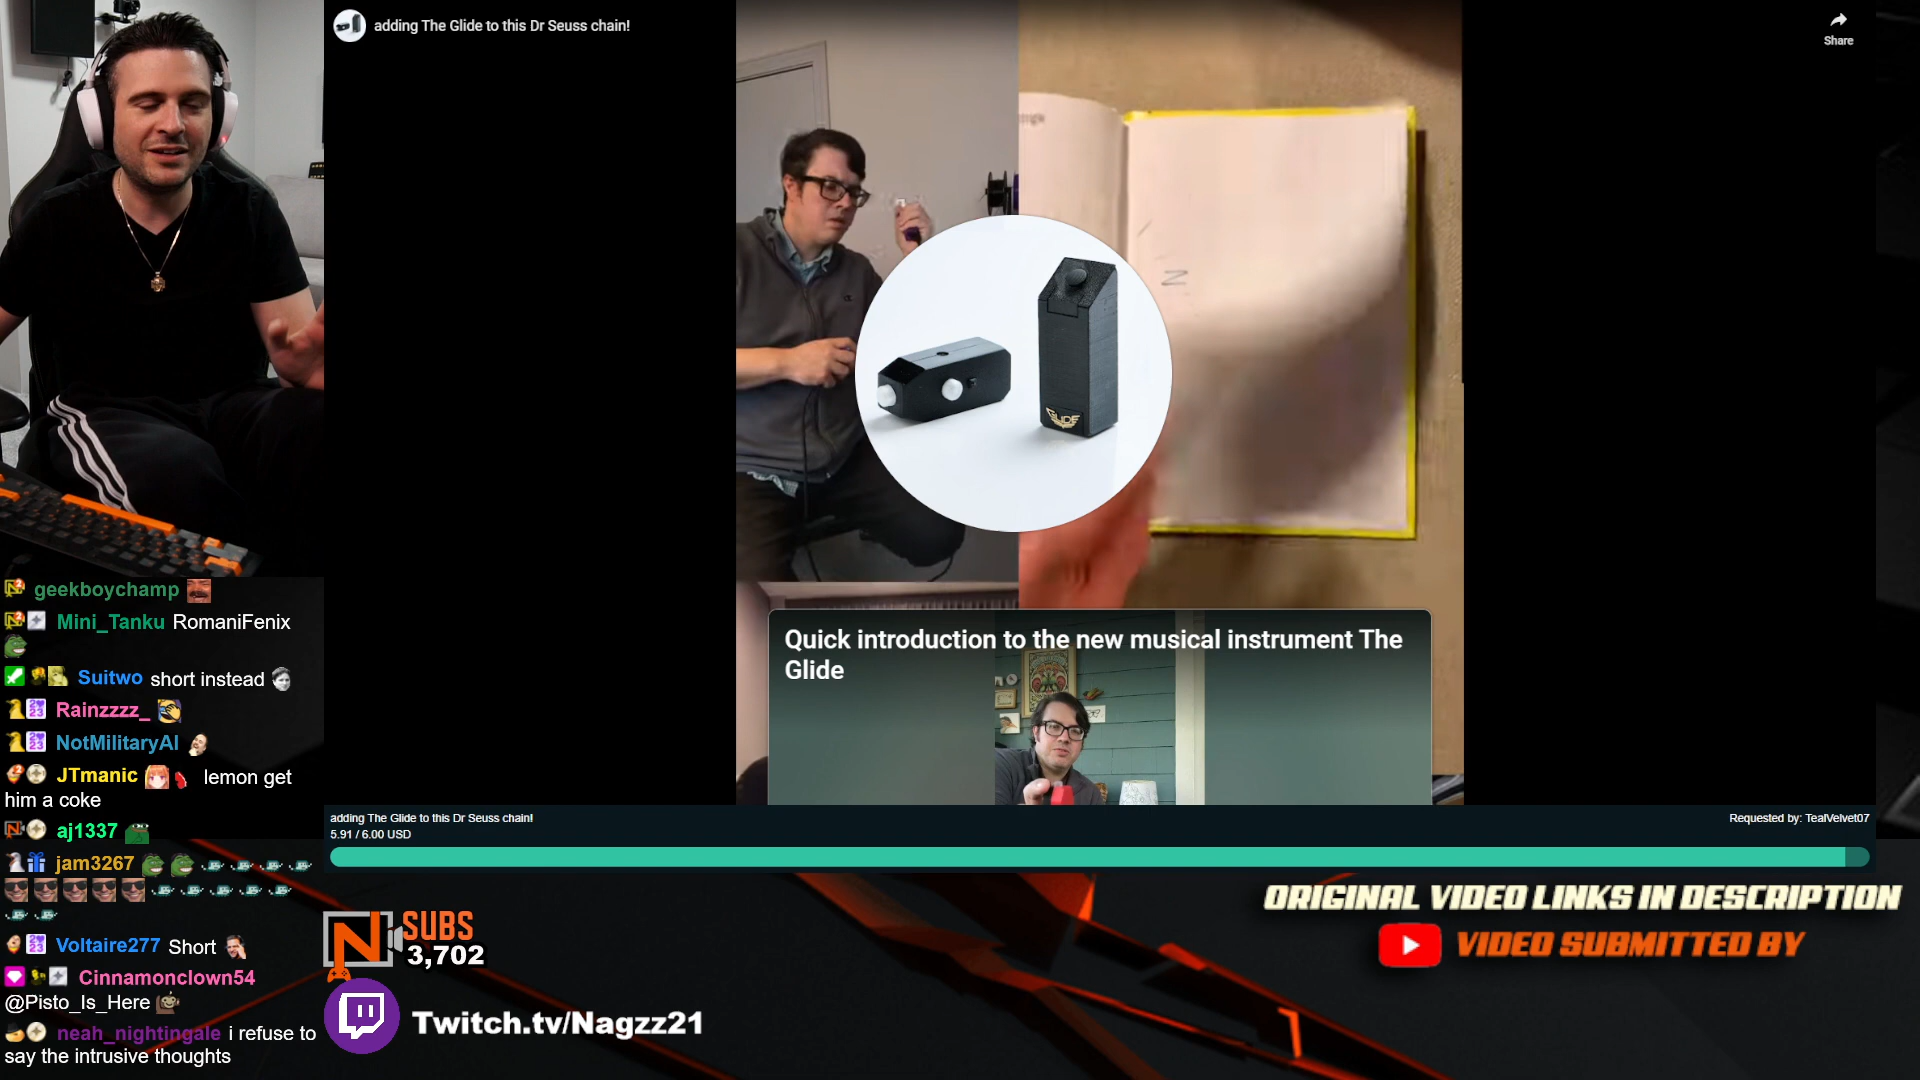 adding The Glide to this Dr Seuss chain!
Share
GLIDE
N
Quick introduction to the new musical instrument The
Glide
geekboychamp
Mini_Tanku RomaniFenix
Suitwo short instead
Rainzzzz_
NotMilitaryAI
JTmanic lemon get
him a coke
aj1337
jam3267
Voltaire277 Short
Cinnamonclown54
@Pisto_Is_Here
neah_nightingale i refuse to
say the intrusive thoughts
adding The Glide to this Dr Seuss chain!
5.91 / 6.00 USD
Requested by: TealVelvet07
N SUBS
3,702
Twitch.tv/Nagzz21
ORIGINAL VIDEO LINKS IN DESCRIPTION
VIDEO SUBMITTED BY